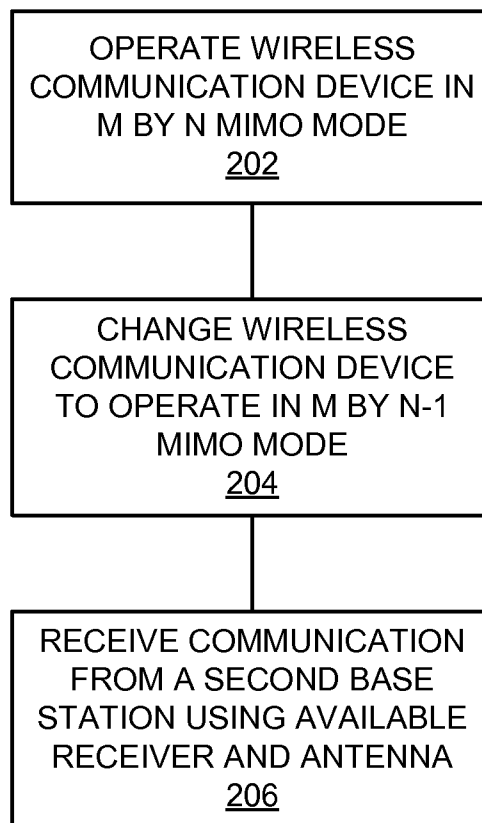 OPERATE WIRELESS
COMMUNICATION DEVICE IN
M BY N MIMO MODE
202
CHANGE WIRELESS
COMMUNICATION DEVICE
TO OPERATE IN M BY N-1
MIMO MODE
204
RECEIVE COMMUNICATION
FROM A SECOND BASE
STATION USING AVAILABLE
RECEIVER AND ANTENNA
206